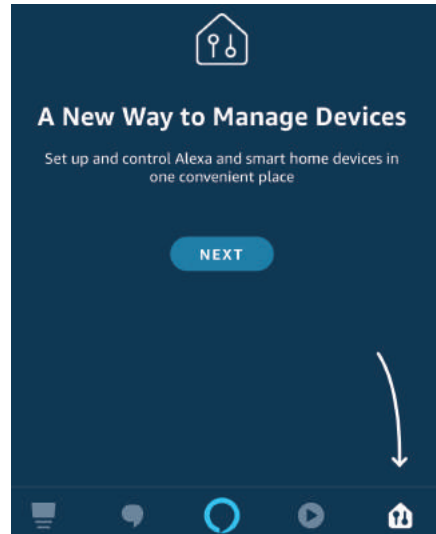 A New Way to Manage Devices
Set up and control Alexa and smart home devices in
one convenient place
NEXT